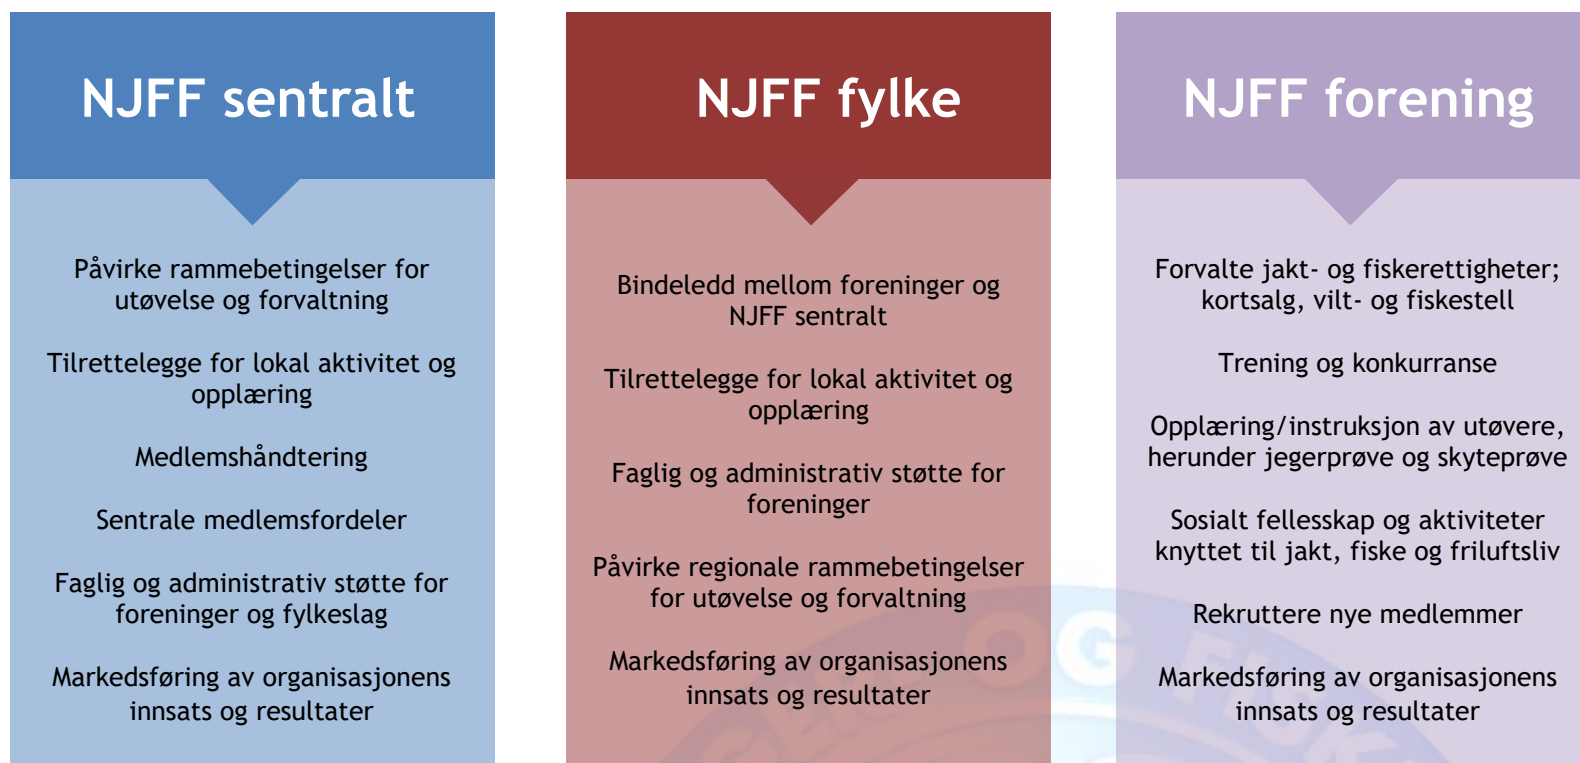 NJFF sentralt
Påvirke rammebetingelser for
utøvelse og forvaltning
Tilrettelegge for lokal aktivitet og
opplæring
Medlemshåndtering
Sentrale medlemsfordeler
Faglig og administrativ støtte for
foreninger og fylkeslag
Markedsføring av organisasjonens
innsats og resultater
NJFF fylke
Bindeledd mellom foreninger og
NJFF sentralt
Tilrettelegge for lokal aktivitet og
opplæring
Faglig og administrativ støtte for
foreninger
Påvirke regionale rammebetingelser
for utøvelse og forvaltning
Markedsføring av organisasjonens
innsats og resultater
NJFF forening
Forvalte jakt- og fiskerettigheter;
kortsalg, vilt- og fiskestell
Trening og konkurranse
Opplæring/instruksjon av utøvere,
herunder jegerprøve og skyteprøve
Sosialt fellesskap og aktiviteter
knyttet til jakt, fiske og friluftsliv
Rekruttere nye medlemmer
Markedsføring av organisasjonens
innsats og resultater
OG